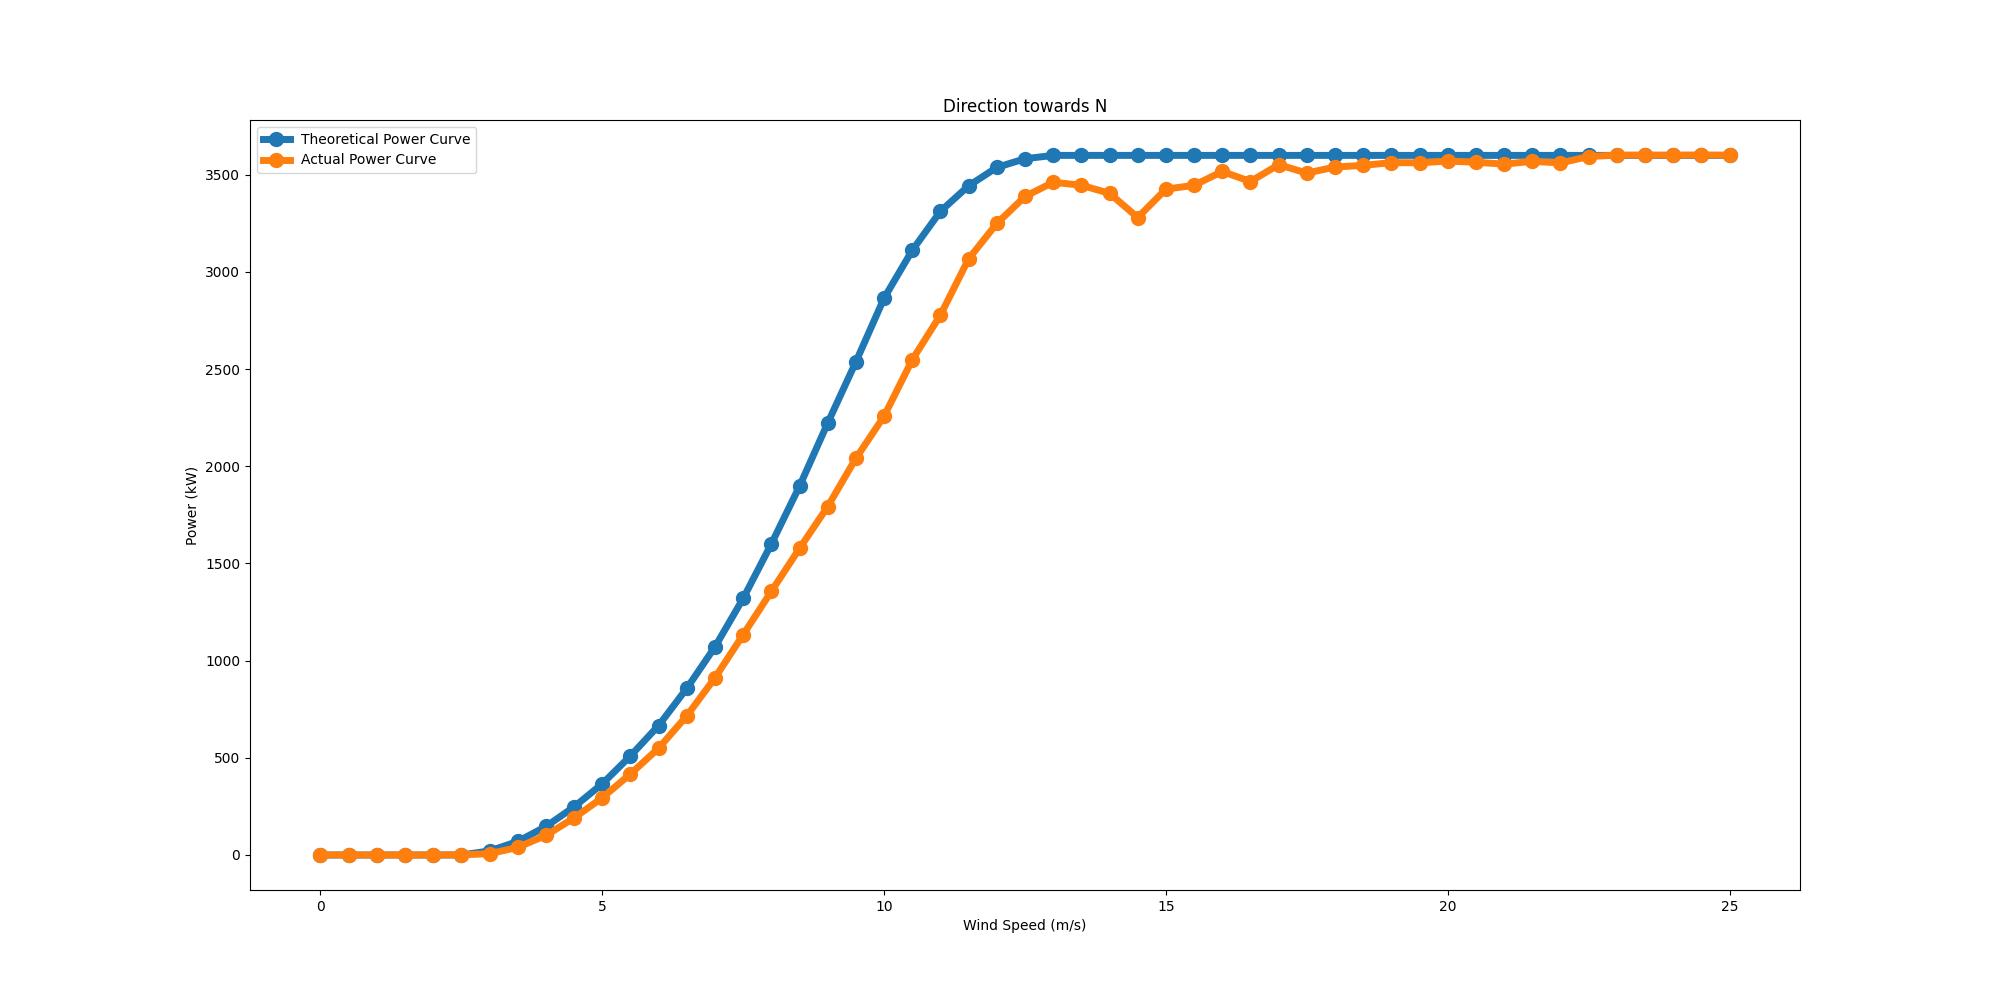 Direction towards N
Theoretical Power Curve
Actual Power Curve
Power (kW)
3500
3000
2500
2000
1500
1000
500
0
0 5 10 15 20 25
Wind Speed (m/s)